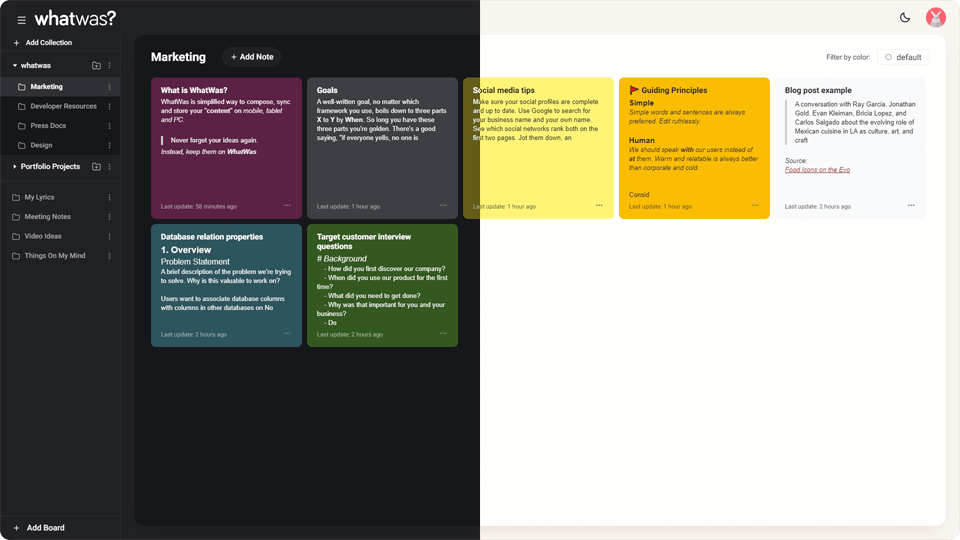 whatwas?
+ Add Collection
whatwas
Marketing
Developer Resources
Press Docs
Design
Portfolio Projects
My Lyrics
Meeting Notes
Video Ideas
Things On My Mind
+ Add Board
Marketing
+ Add Note
Filter by color:
default
What is WhatWas?
WhatWas is simplified way to compose, sync
and store your "content" on mobile, tablet
and PC.
Never forget your ideas again.
Instead, keep them on WhatWas
Last update: 58 minutes ago
Goals
A well-written goal, no matter which
framework you use, boils down to three parts
X to Y by When. So long you have these
three parts you're golden. There's a good
saying, "if everyone yells, no one is
Last update: 1 hour ago
Social media tips
Make sure your social profiles are complete
and up to date. Use Google to search for
your business name and your own name.
See which social networks rank both on the
first two pages. Jot them down, an
Last update: 1 hour ago
Guiding Principles
Simple
Simple words and sentences are always
preferred. Edit ruthlessly.
Human
We should speak with our users instead of
at them. Warm and relatable is always better
than corporate and cold.
Consid
Last update: 1 hour ago
Blog post example
A conversation with Ray Garcia, Jonathan
Gold, Evan Kleiman, Bricia Lopez, and
Carlos Salgado about the evolving role of
Mexican cuisine in LA as culture, art, and
craft
Source:
Food Icons on the Evo
Last update: 2 hours ago
Database relation properties
1. Overview
Problem Statement
A brief description of the problem we're trying
to solve. Why is this valuable to work on?
Users want to associate database columns
with columns in other databases on No
Last update: 2 hours ago
Target customer interview
questions
# Background
- How did you first discover our company?
- When did you use our product for the first
time?
- What did you need to get done?
- Why was that important for you and your
business?
- Do
Last update: 2 hours ago